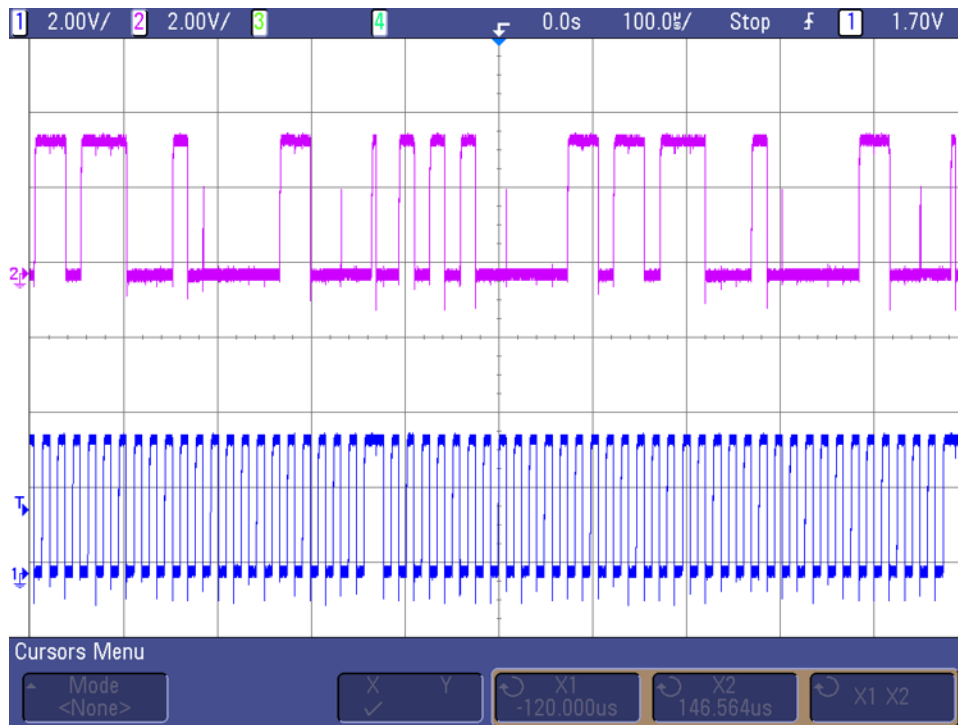 1 2.00V/ 2 2.00V/ 3 4 0.0s 100.0㎲/ Stop 1 1.70V
2
T
1
Cursors Menu
Mode X Y X1 X2 X1 X2
<None> -120.000us 146.564us